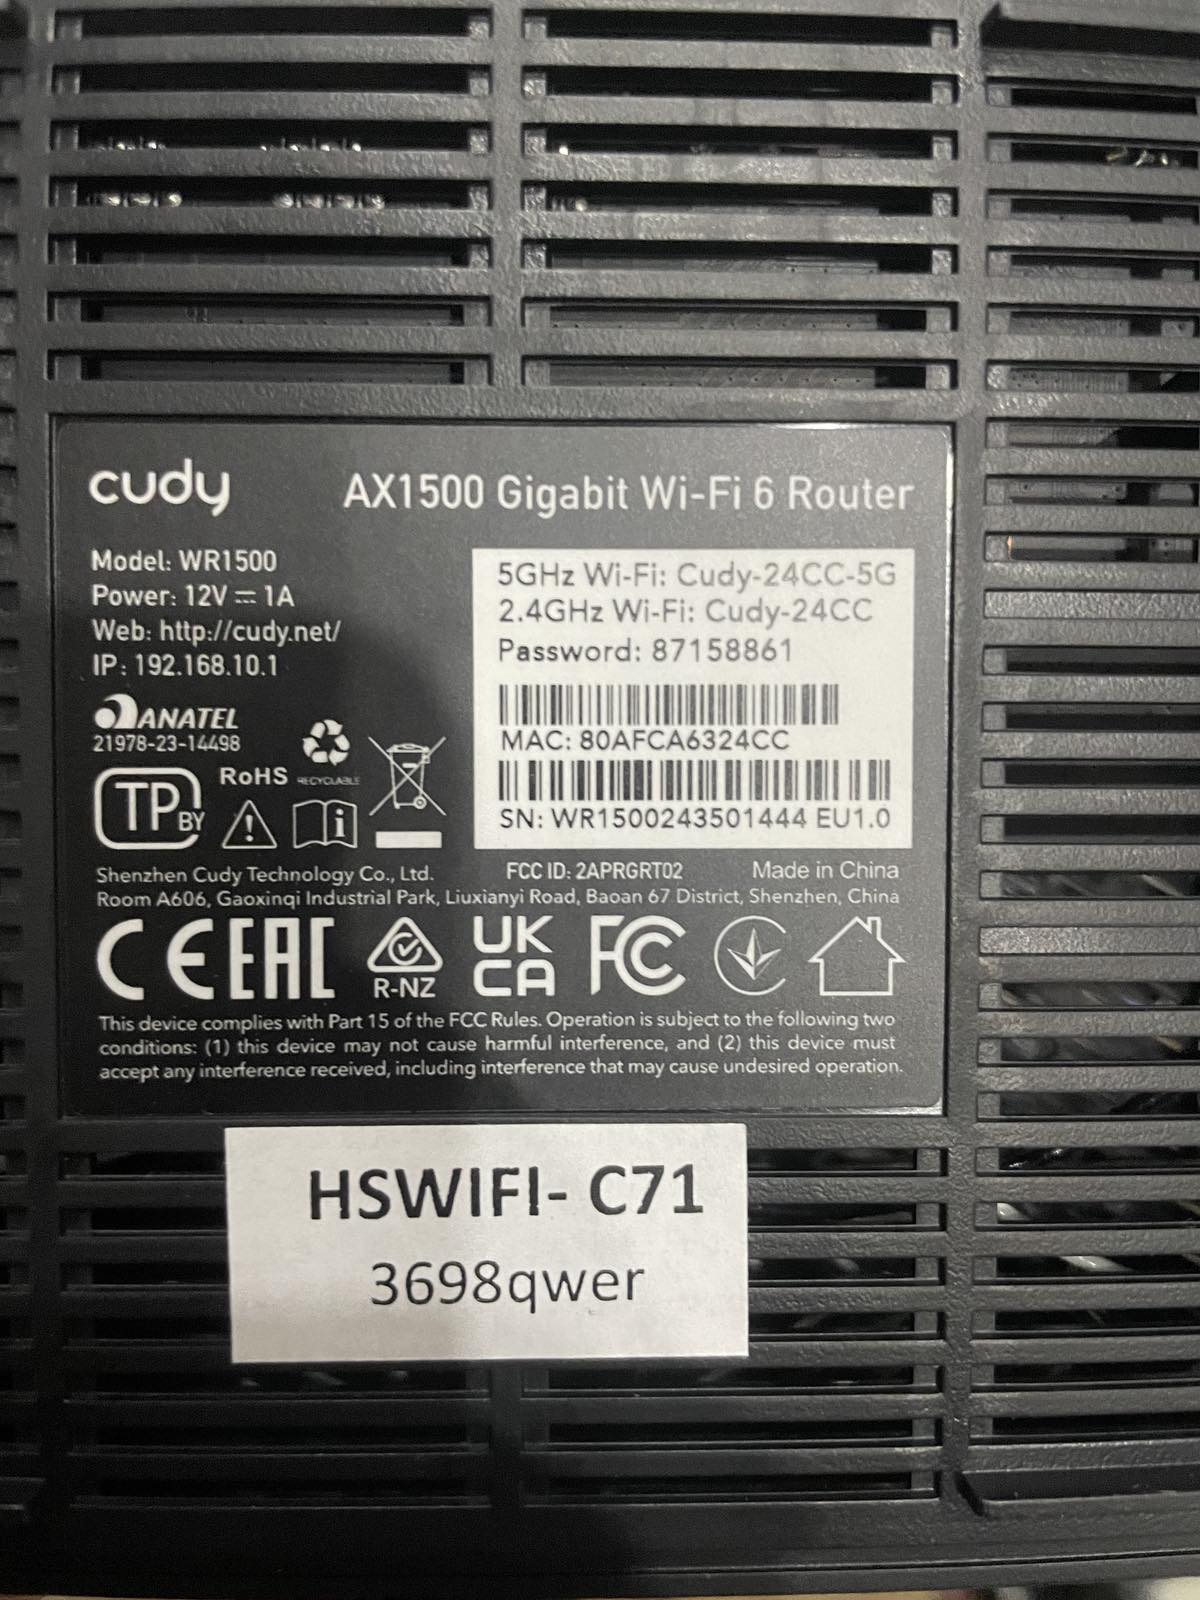 cudy AX1500 Gigabit Wi-Fi 6 Router
Model: WR1500
Power: 12V ⎓ 1A
Web: http://cudy.net/
IP: 192.168.10.1
5GHz Wi-Fi: Cudy-24CC-5G
2.4GHz Wi-Fi: Cudy-24CC
Password: 87158861
MAC: 80AFCA6324CC
SN: WR1500243501444 EU1.0
ANATEL
21978-23-14498
RoHS RECYCLABLE
TP BY
Shenzhen Cudy Technology Co., Ltd. FCC ID: 2APRGRT02 Made in China
Room A606, Gaoxinqi Industrial Park, Liuxianyi Road, Baoan 67 District, Shenzhen, China
CE EAC R-NZ UK CA FC
This device complies with Part 15 of the FCC Rules. Operation is subject to the following two
conditions: (1) this device may not cause harmful interference, and (2) this device must
accept any interference received, including interference that may cause undesired operation.
HSWIFI- C71
3698qwer